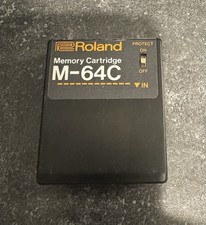 Roland
PROTECT
ON
OFF
Memory Cartridge
M-64C
▼IN